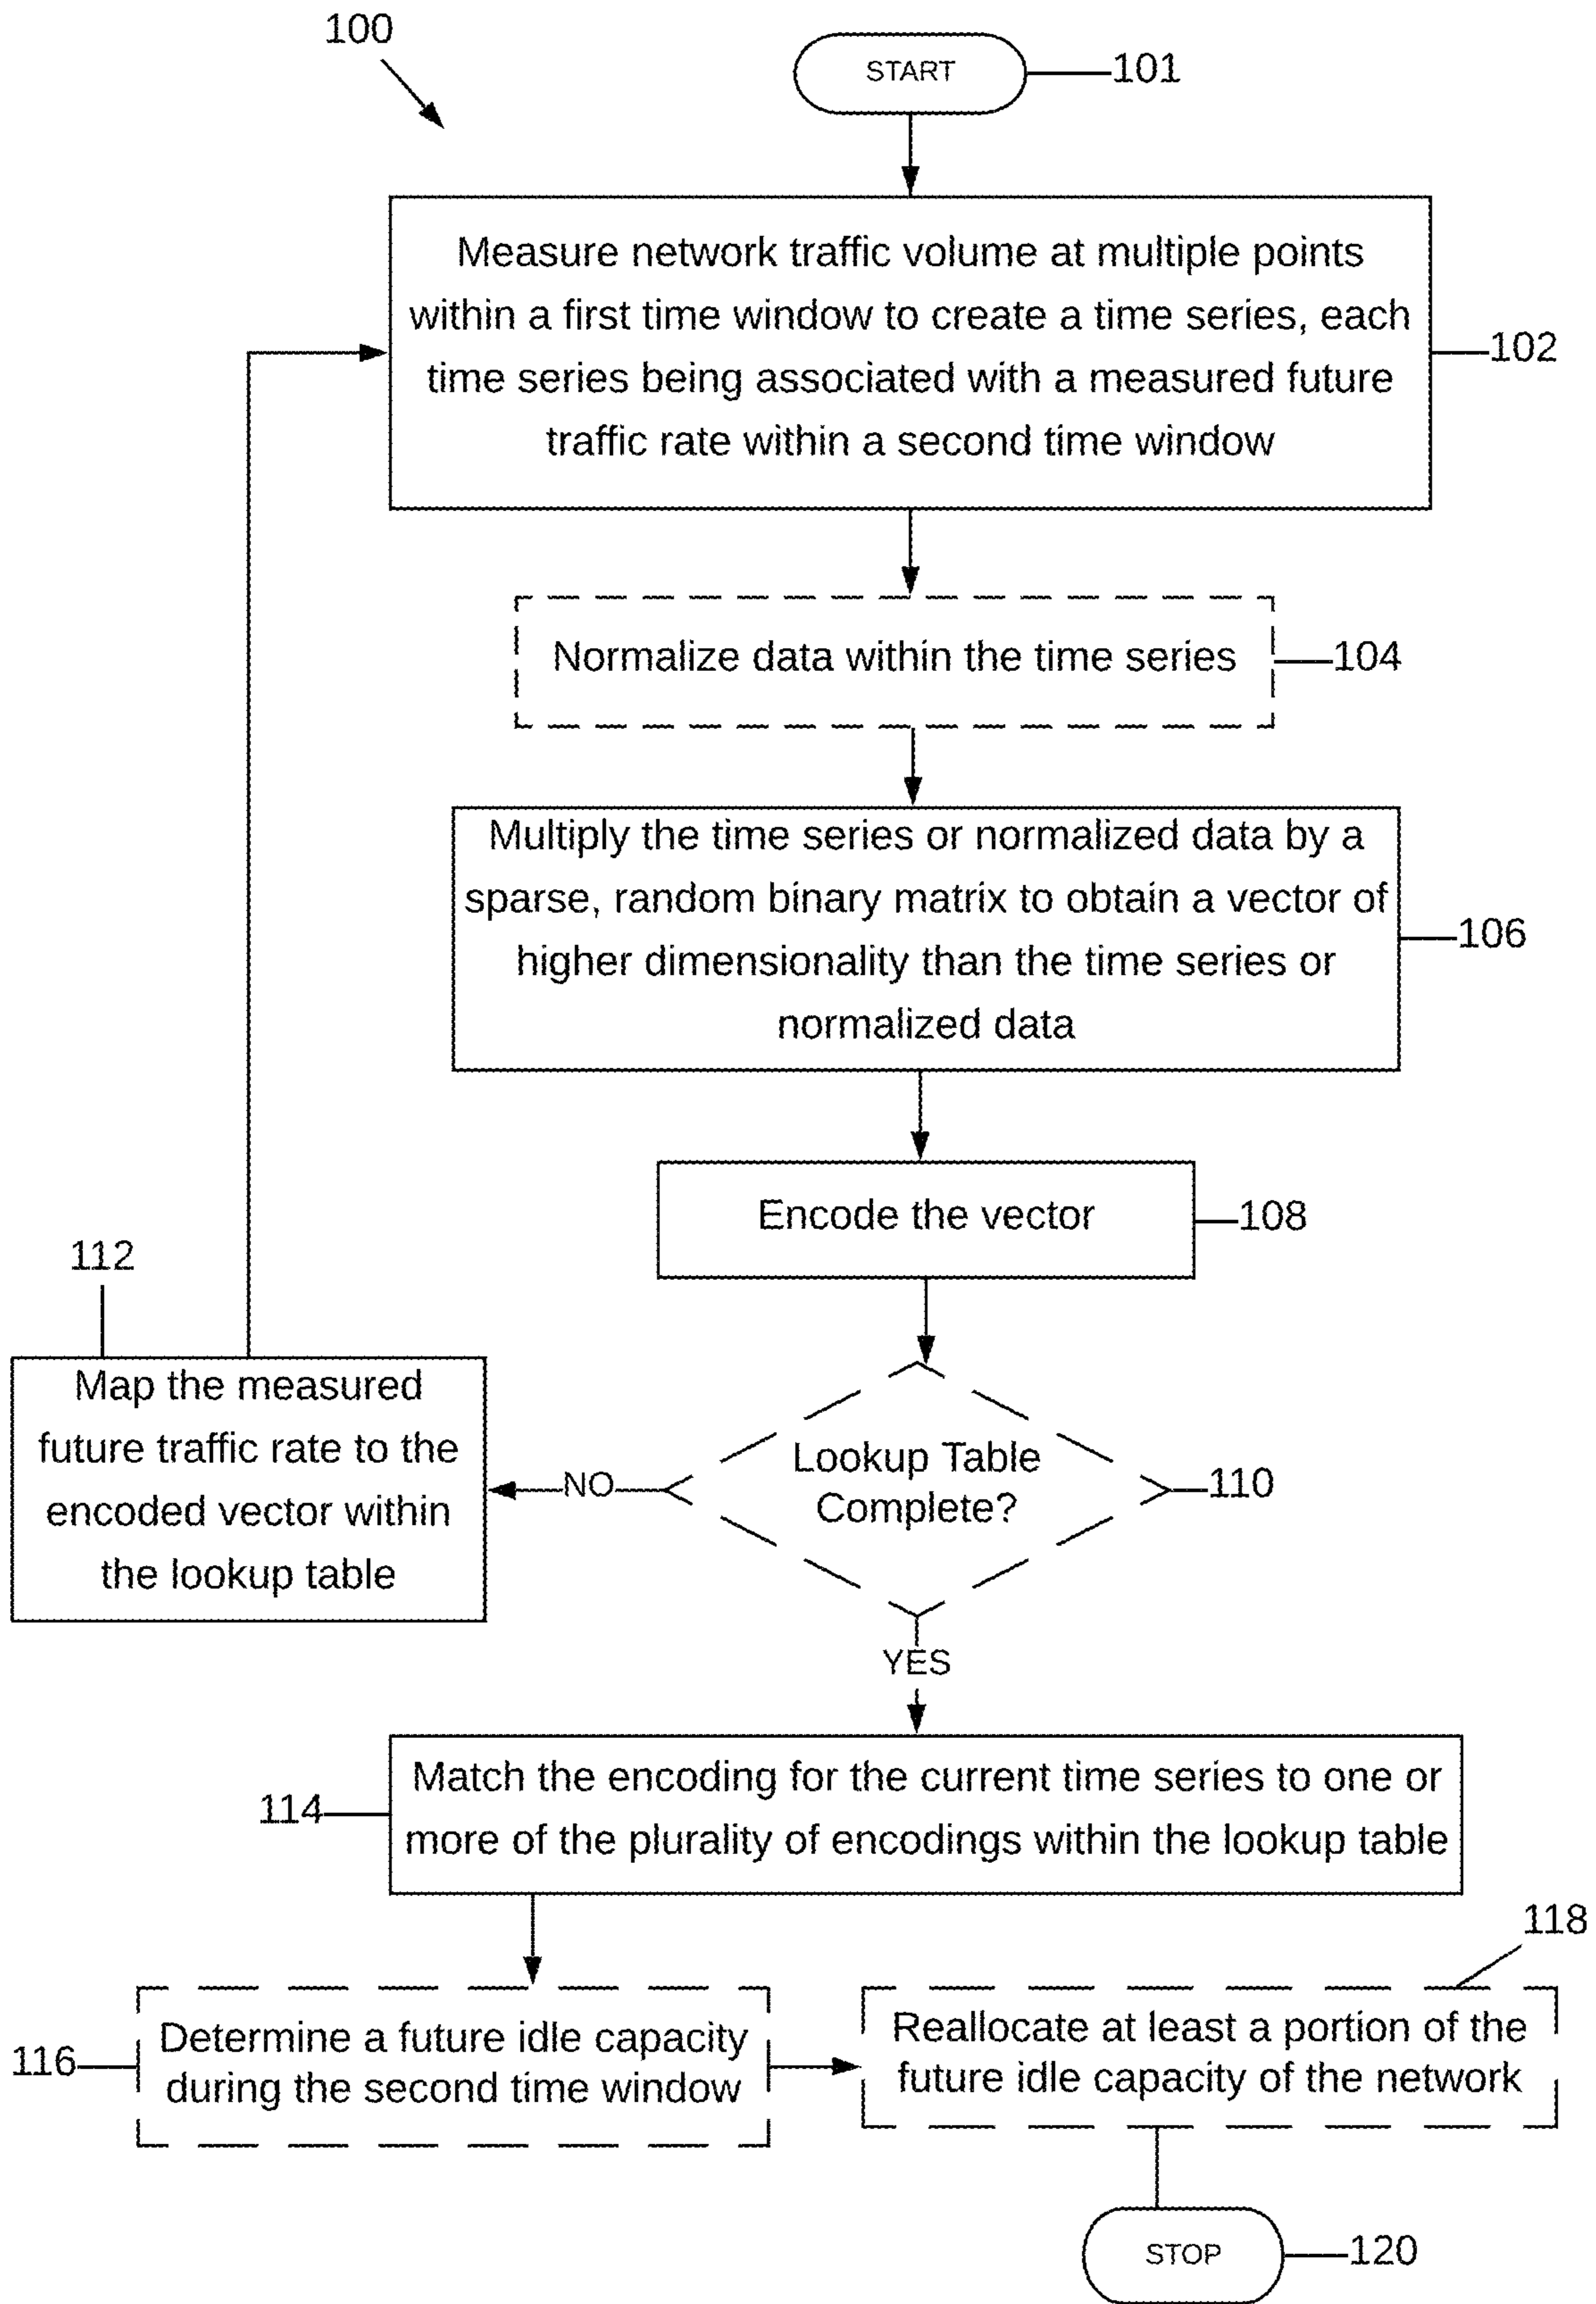 100
START
101
Measure network traffic volume at multiple points
within a first time window to create a time series, each
time series being associated with a measured future
traffic rate within a second time window
102
Normalize data within the time series
104
Multiply the time series or normalized data by a
sparse, random binary matrix to obtain a vector of
higher dimensionality than the time series or
normalized data
106
Encode the vector
108
112
Map the measured
future traffic rate to the
encoded vector within
the lookup table
NO
Lookup Table
Complete?
110
YES
114
Match the encoding for the current time series to one or
more of the plurality of encodings within the lookup table
116
Determine a future idle capacity
during the second time window
118
Reallocate at least a portion of the
future idle capacity of the network
STOP
120